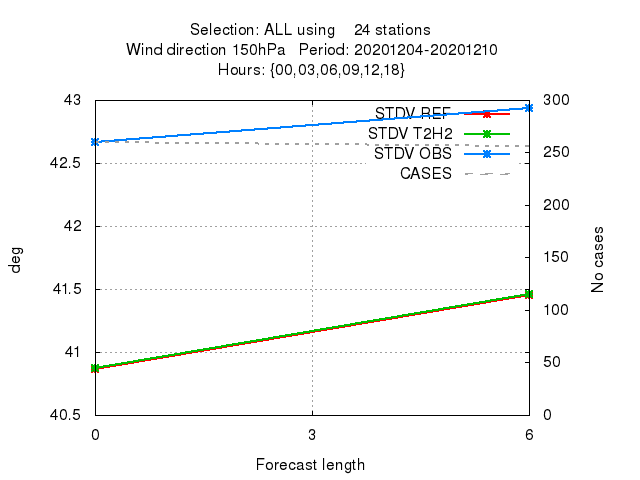 Selection: ALL using    24 stations
Wind direction 150hPa   Period: 20201204-20201210
Hours: {00,03,06,09,12,18}
43
42.5
42
41.5
41
40.5
300
250
200
150
100
50
0
STDV REF
STDV T2H2
STDV OBS
CASES
deg
No cases
0
3
6
Forecast length